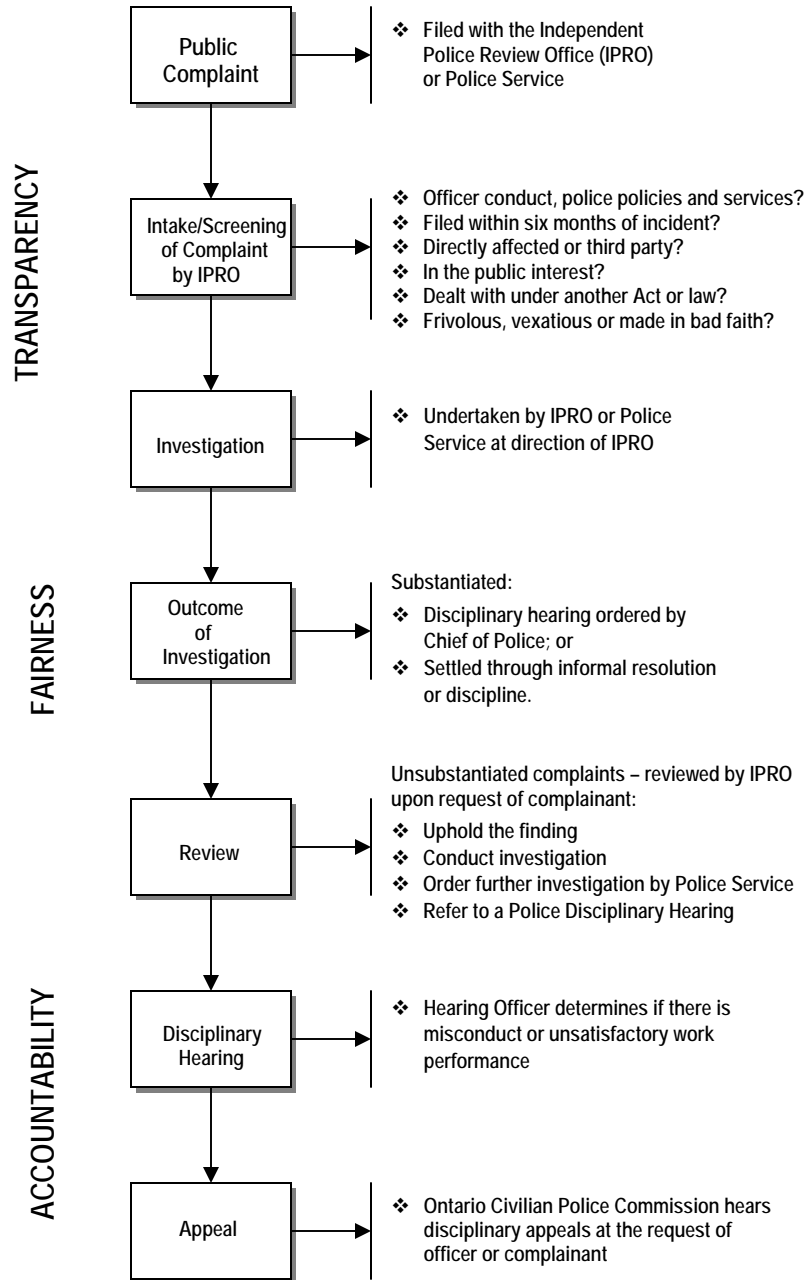 Public
Complaint
❖ Filed with the Independent
Police Review Office (IPRO)
or Police Service
TRANSPARENCY
Intake/Screening
of Complaint
by IPRO
❖ Officer conduct, police policies and services?
❖ Filed within six months of incident?
❖ Directly affected or third party?
❖ In the public interest?
❖ Dealt with under another Act or law?
❖ Frivolous, vexatious or made in bad faith?
Investigation
❖ Undertaken by IPRO or Police
Service at direction of IPRO
FAIRNESS
Outcome
of
Investigation
Substantiated:
❖ Disciplinary hearing ordered by
Chief of Police; or
❖ Settled through informal resolution
or discipline.
Review
Unsubstantiated complaints – reviewed by IPRO
upon request of complainant:
❖ Uphold the finding
❖ Conduct investigation
❖ Order further investigation by Police Service
❖ Refer to a Police Disciplinary Hearing
ACCOUNTABILITY
Disciplinary
Hearing
❖ Hearing Officer determines if there is
misconduct or unsatisfactory work
performance
Appeal
❖ Ontario Civilian Police Commission hears
disciplinary appeals at the request of
officer or complainant